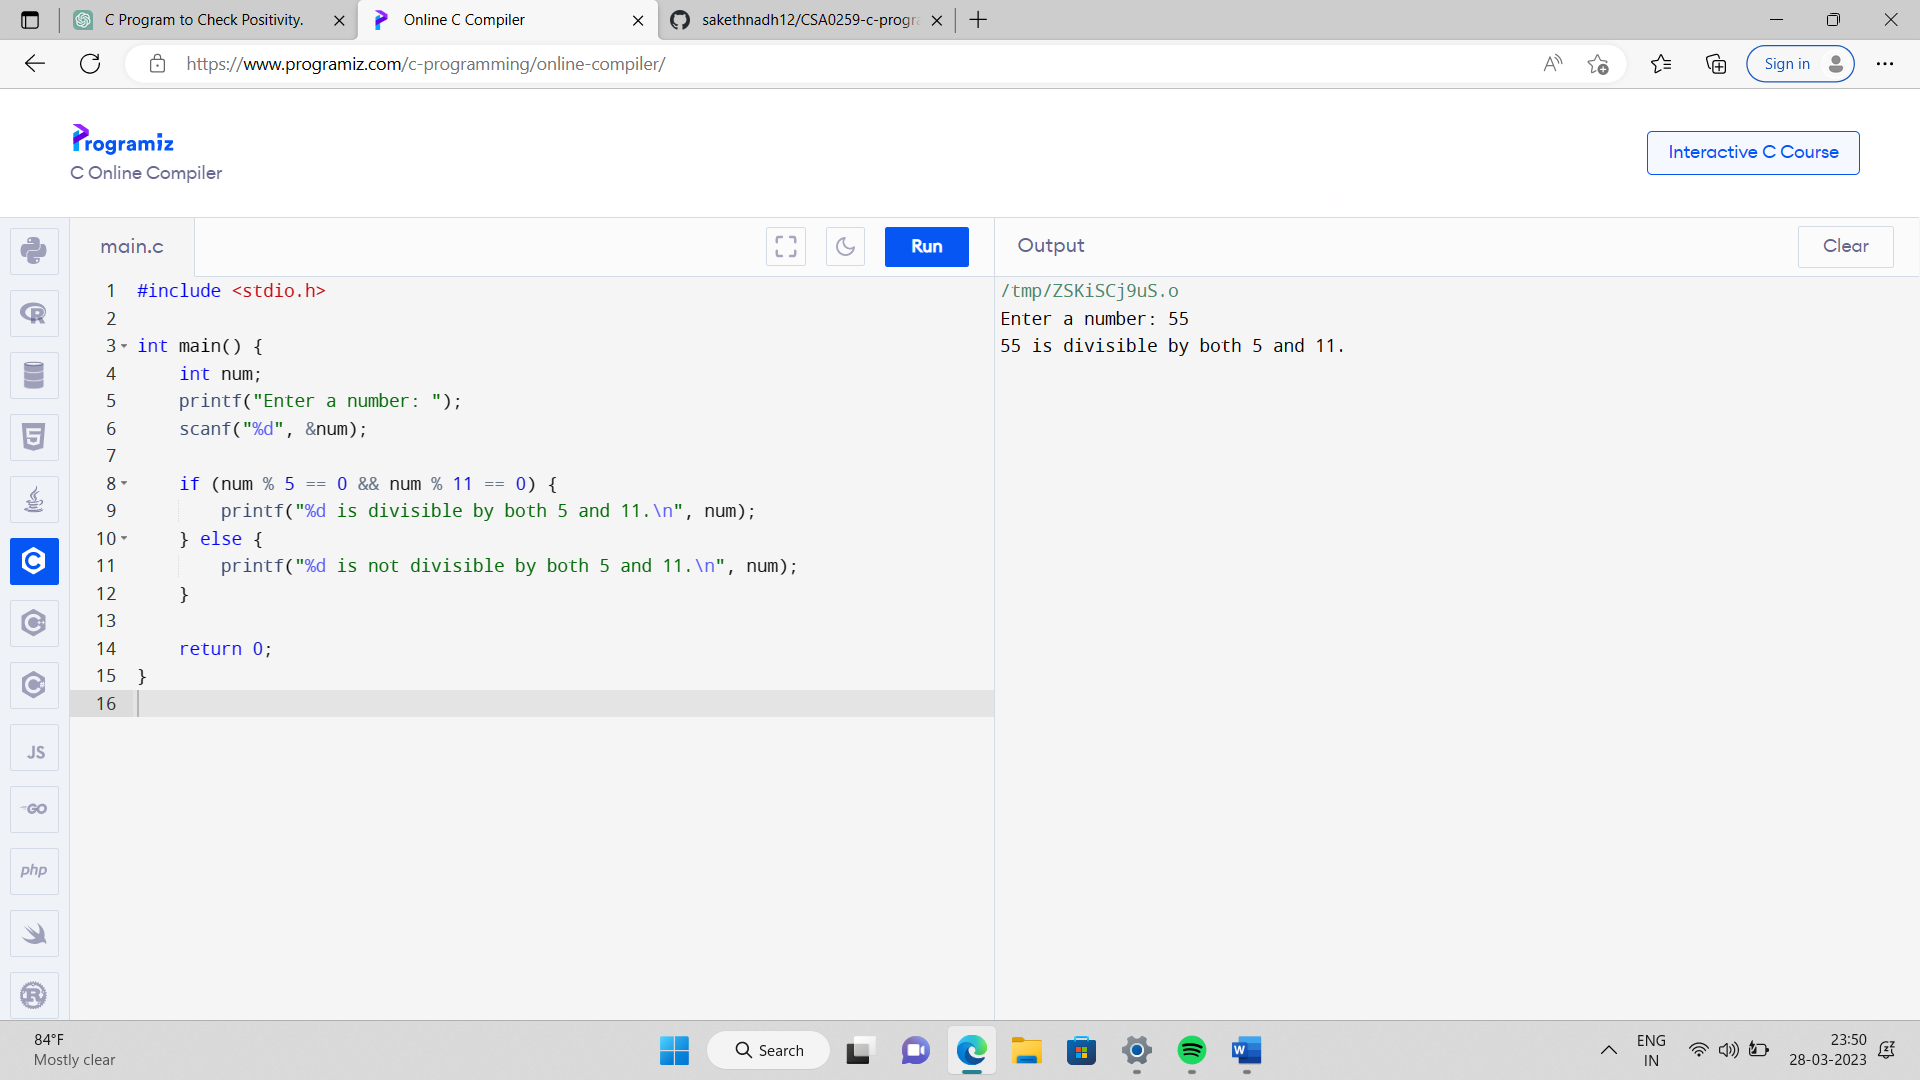 C Program to Check Positivity.
Online C Compiler
sakethnadh12/CSA0259-c-progra
https://www.programiz.com/c-programming/online-compiler/
Sign in
Programiz
C Online Compiler
Interactive C Course
main.c
Run
Output
Clear
1 #include <stdio.h>
2
3 int main() {
4     int num;
5     printf("Enter a number: ");
6     scanf("%d", &num);
7
8     if (num % 5 == 0 && num % 11 == 0) {
9         printf("%d is divisible by both 5 and 11.\n", num);
10     } else {
11         printf("%d is not divisible by both 5 and 11.\n", num);
12     }
13
14     return 0;
15 }
16
/tmp/ZSKiSCj9uS.o
Enter a number: 55
55 is divisible by both 5 and 11.
JS
GO
php
84°F
Mostly clear
Search
ENG
IN
23:50
28-03-2023